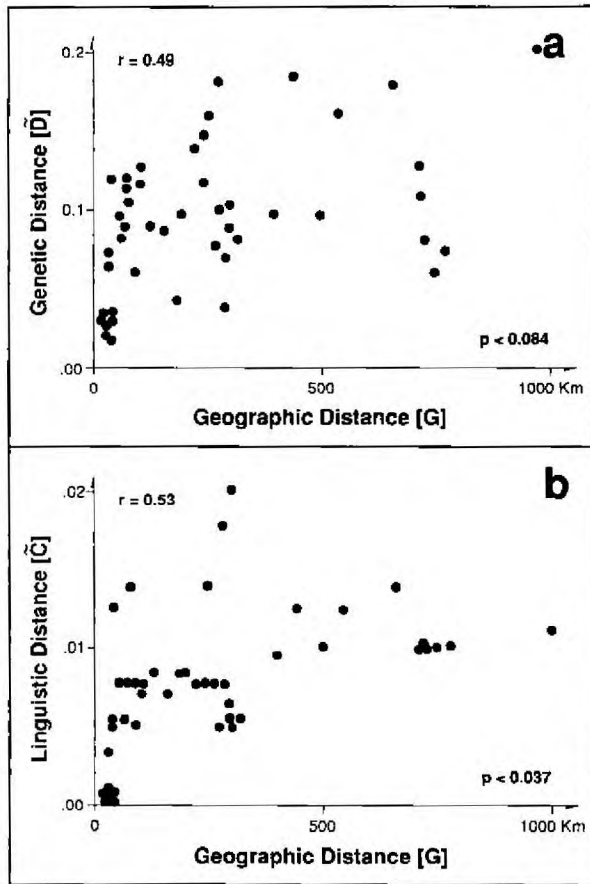 a
0.2
r = 0.49
0.1
Genetic Distance [D̃]
p < 0.084
.00
0
500
1000 Km
Geographic Distance [G]
b
.02
r = 0.53
.01
Linguistic Distance [C̃]
p < 0.037
.00
0
500
1000 Km
Geographic Distance [G]